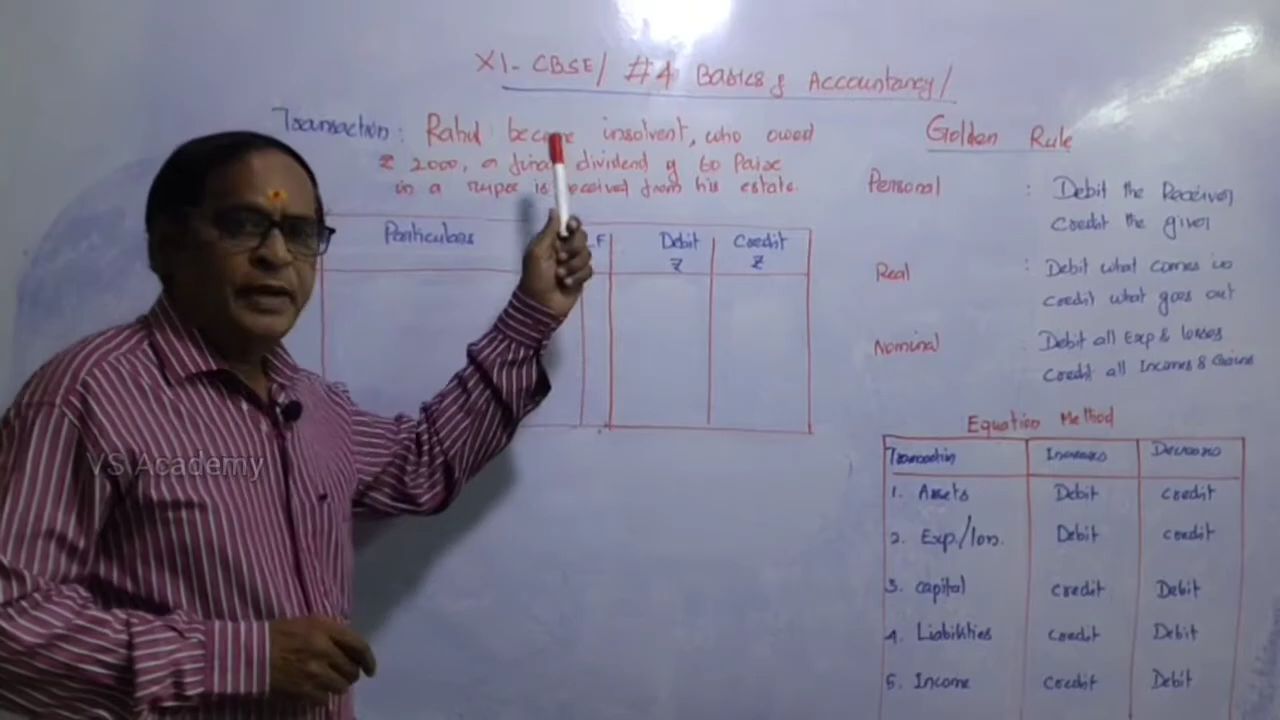 XI - CBSE / #4 Basics of Accountancy /
Transaction : Rahul became insolvent, who owed
₹ 2000, a final dividend of 60 Paise
in a rupee is received from his estate.
Particulars
LF
Debit
₹
Credit
₹
Golden Rule
Personal : Debit the Receiver
Credit the giver
Real : Debit what comes in
Credit what goes out
Nominal : Debit all Exp & losses
Credit all Incomes & Gains
Equation Method
Transaction Increases Decreases
1. Assets Debit Credit
2. Exp./loss. Debit Credit
3. Capital Credit Debit
4. Liabilities Credit Debit
5. Income Credit Debit
VS Academy